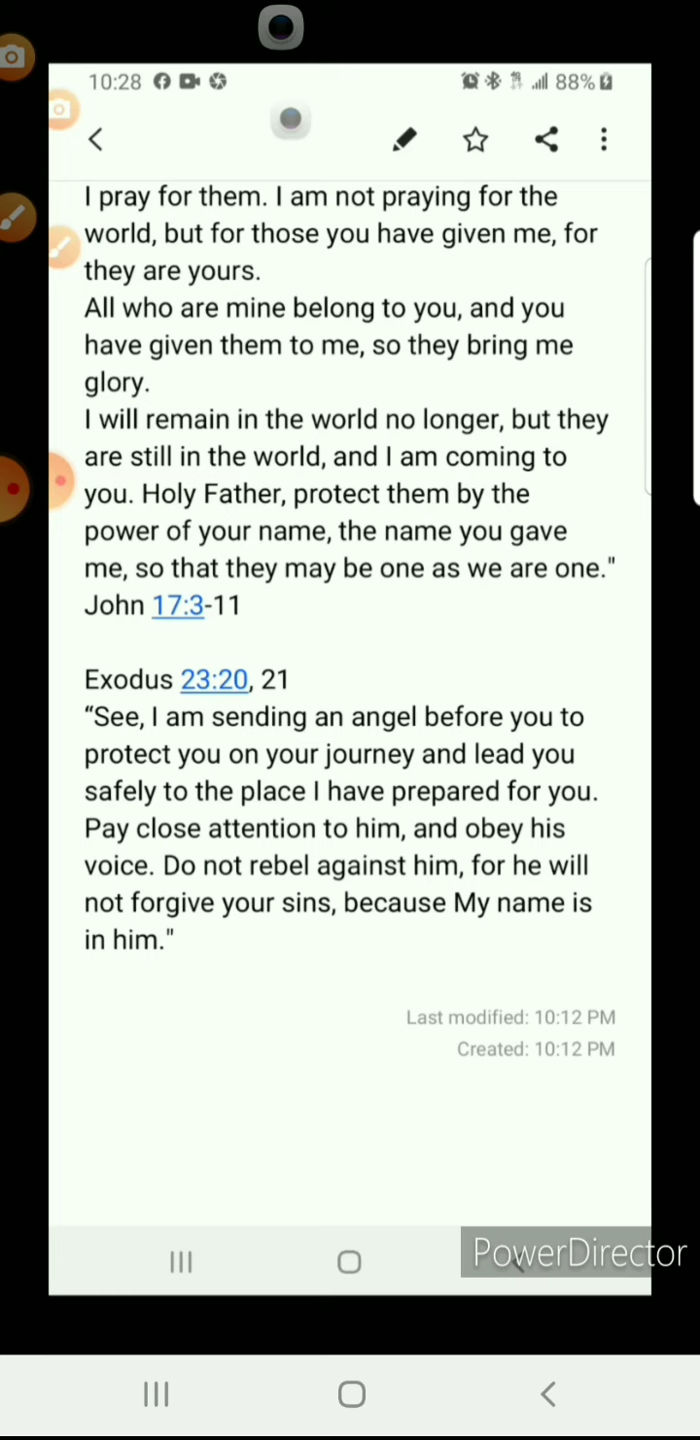 10:28
88%
I pray for them. I am not praying for the
world, but for those you have given me, for
they are yours.
All who are mine belong to you, and you
have given them to me, so they bring me
glory.
I will remain in the world no longer, but they
are still in the world, and I am coming to
you. Holy Father, protect them by the
power of your name, the name you gave
me, so that they may be one as we are one."
John 17:3-11
Exodus 23:20, 21
“See, I am sending an angel before you to
protect you on your journey and lead you
safely to the place I have prepared for you.
Pay close attention to him, and obey his
voice. Do not rebel against him, for he will
not forgive your sins, because My name is
in him."
Last modified: 10:12 PM
Created: 10:12 PM
PowerDirector